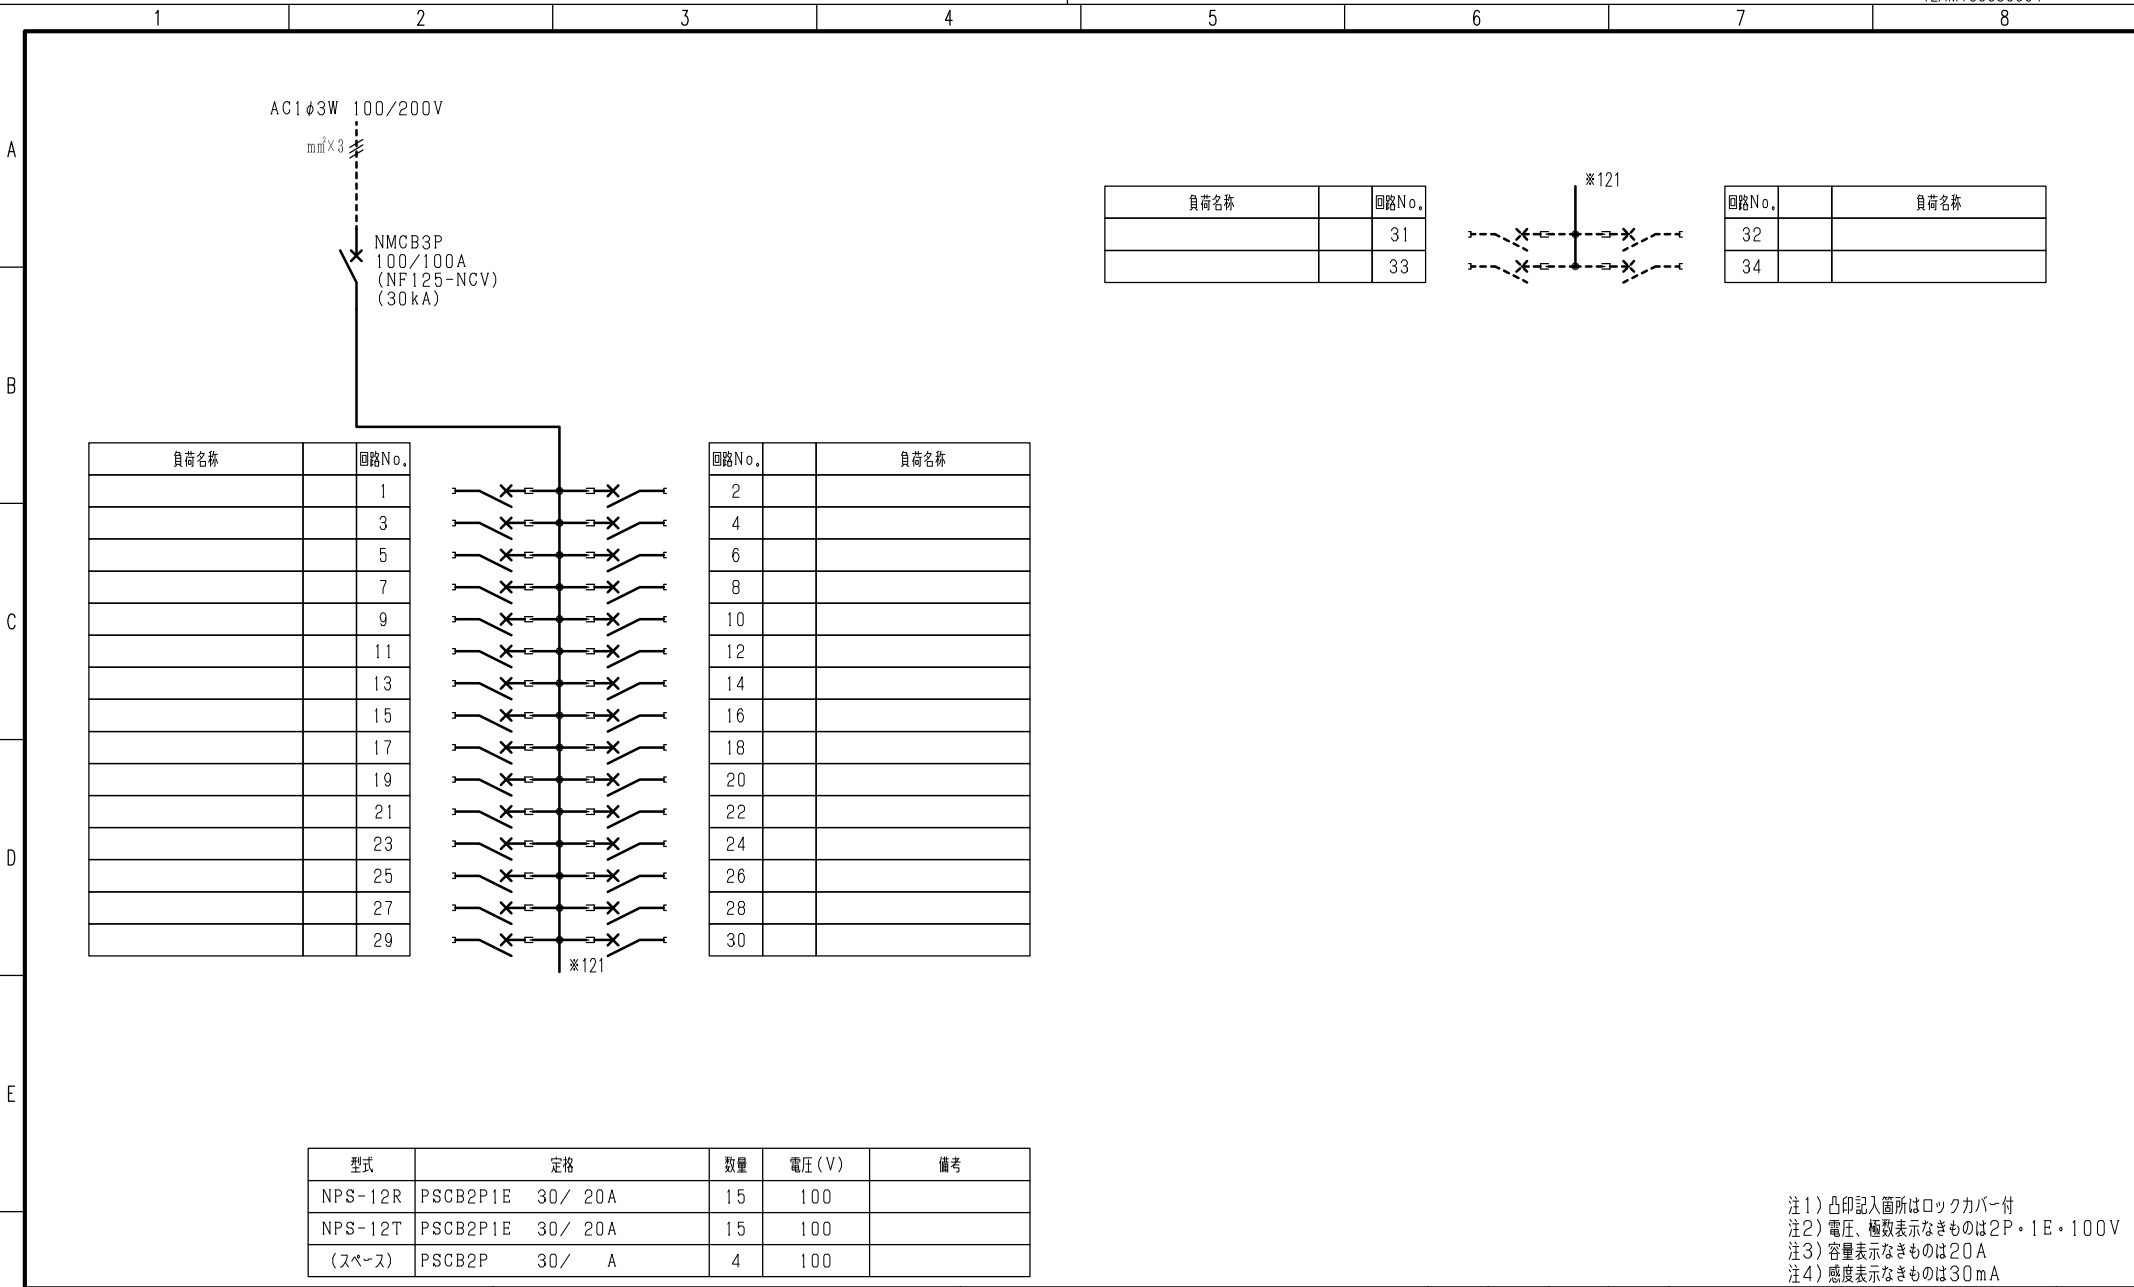 1 2 3 4 5 6 7 8
A
B
C
D
E
AC1φ3W 100/200V
mm²×3
NMCB3P
100/100A
(NF125-NCV)
(30kA)
負荷名称 回路No.
1
3
5
7
9
11
13
15
17
19
21
23
25
27
29
※121
回路No. 負荷名称
2
4
6
8
10
12
14
16
18
20
22
24
26
28
30
負荷名称 回路No.
31
33
※121
回路No. 負荷名称
32
34
型式 定格 数量 電圧(V) 備考
NPS-12R PSCB2P1E 30/ 20A 15 100
NPS-12T PSCB2P1E 30/ 20A 15 100
(スペース) PSCB2P 30/ A 4 100
注1)凸印記入箇所はロックカバー付
注2)電圧、極数表示なきものは2P・1E・100V
注3)容量表示なきものは20A
注4)感度表示なきものは30mA